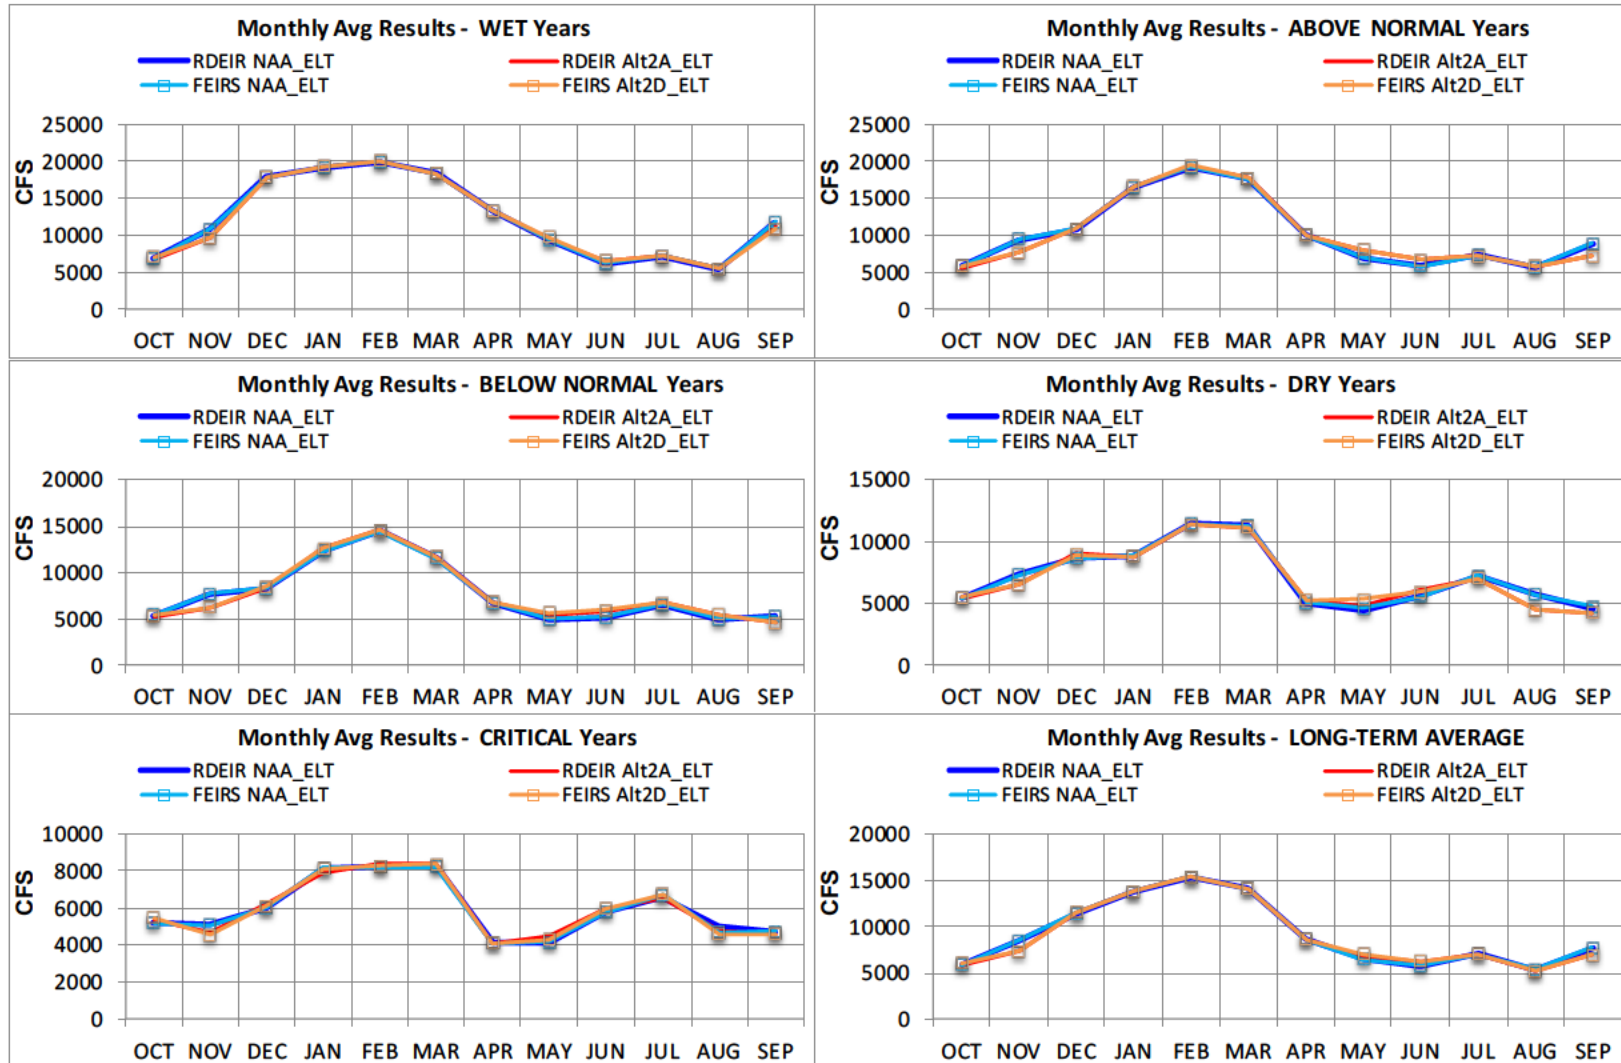 Monthly Avg Results - WET Years
RDEIR NAA_ELT
RDEIR Alt2A_ELT
FEIRS NAA_ELT
FEIRS Alt2D_ELT
CFS
25000
20000
15000
10000
5000
0
OCT NOV DEC JAN FEB MAR APR MAY JUN JUL AUG SEP
Monthly Avg Results - ABOVE NORMAL Years
RDEIR NAA_ELT
RDEIR Alt2A_ELT
FEIRS NAA_ELT
FEIRS Alt2D_ELT
CFS
25000
20000
15000
10000
5000
0
OCT NOV DEC JAN FEB MAR APR MAY JUN JUL AUG SEP
Monthly Avg Results - BELOW NORMAL Years
RDEIR NAA_ELT
RDEIR Alt2A_ELT
FEIRS NAA_ELT
FEIRS Alt2D_ELT
CFS
20000
15000
10000
5000
0
OCT NOV DEC JAN FEB MAR APR MAY JUN JUL AUG SEP
Monthly Avg Results - DRY Years
RDEIR NAA_ELT
RDEIR Alt2A_ELT
FEIRS NAA_ELT
FEIRS Alt2D_ELT
CFS
15000
10000
5000
0
OCT NOV DEC JAN FEB MAR APR MAY JUN JUL AUG SEP
Monthly Avg Results - CRITICAL Years
RDEIR NAA_ELT
RDEIR Alt2A_ELT
FEIRS NAA_ELT
FEIRS Alt2D_ELT
CFS
10000
8000
6000
4000
2000
0
OCT NOV DEC JAN FEB MAR APR MAY JUN JUL AUG SEP
Monthly Avg Results - LONG-TERM AVERAGE
RDEIR NAA_ELT
RDEIR Alt2A_ELT
FEIRS NAA_ELT
FEIRS Alt2D_ELT
CFS
20000
15000
10000
5000
0
OCT NOV DEC JAN FEB MAR APR MAY JUN JUL AUG SEP